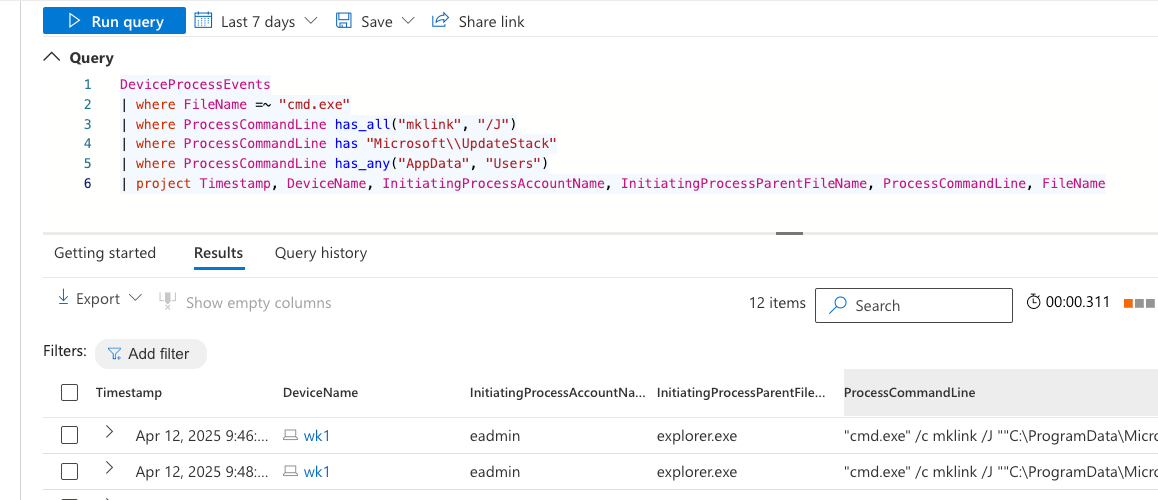 Run query Last 7 days Save Share link
Query
1 DeviceProcessEvents
2 | where FileName =~ "cmd.exe"
3 | where ProcessCommandLine has_all("mklink", "/J")
4 | where ProcessCommandLine has "Microsoft\\UpdateStack"
5 | where ProcessCommandLine has_any("AppData", "Users")
6 | project Timestamp, DeviceName, InitiatingProcessAccountName, InitiatingProcessParentFileName, ProcessCommandLine, FileName
Getting started Results Query history
Export Show empty columns 12 items Search 00:00.311
Filters: Add filter
Timestamp DeviceName InitiatingProcessAccountNa... InitiatingProcessParentFile... ProcessCommandLine
Apr 12, 2025 9:46:... wk1 eadmin explorer.exe "cmd.exe" /c mklink /J ""C:\ProgramData\Micro
Apr 12, 2025 9:48:... wk1 eadmin explorer.exe "cmd.exe" /c mklink /J ""C:\ProgramData\Micro